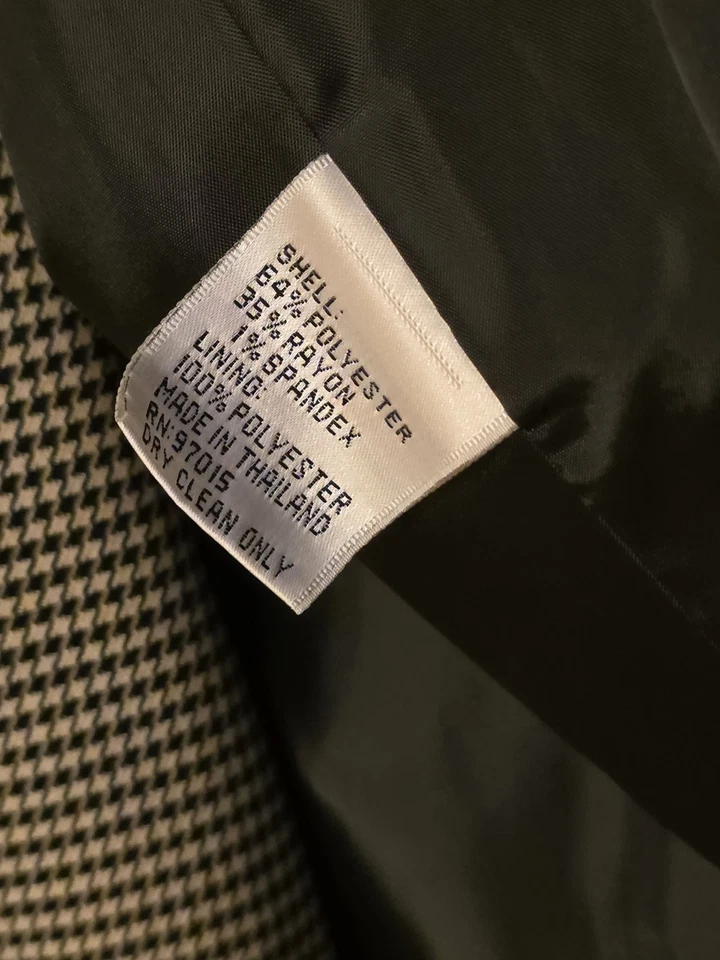 SHELL:
64% POLYESTER
35% RAYON
1% SPANDEX
LINING:
100% POLYESTER
MADE IN THAILAND
RN:97015
DRY CLEAN ONLY